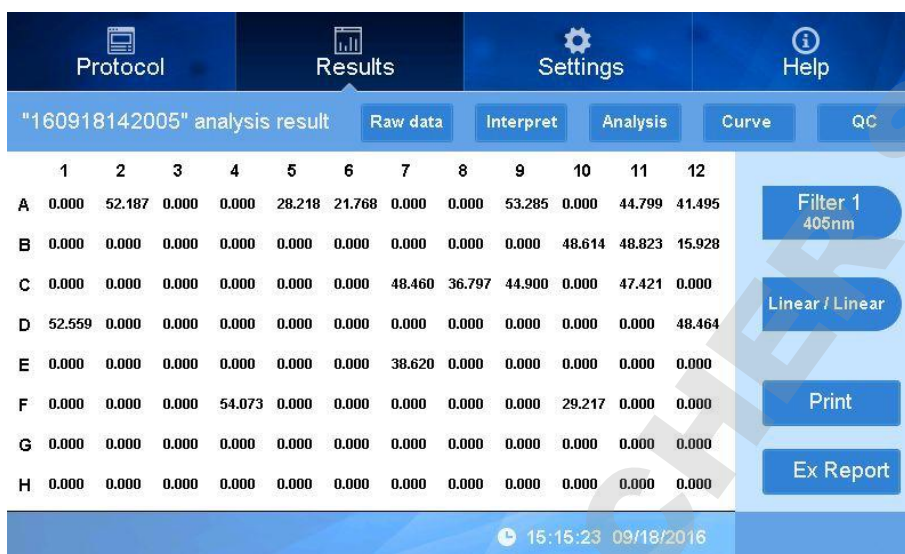 Protocol Results Settings Help
"160918142005" analysis result Raw data Interpret Analysis Curve QC
1 2 3 4 5 6 7 8 9 10 11 12
A 0.000 52.187 0.000 0.000 28.218 21.768 0.000 0.000 53.285 0.000 44.799 41.495
B 0.000 0.000 0.000 0.000 0.000 0.000 0.000 0.000 0.000 48.614 48.823 15.928
C 0.000 0.000 0.000 0.000 0.000 0.000 48.460 36.797 44.900 0.000 47.421 0.000
D 52.559 0.000 0.000 0.000 0.000 0.000 0.000 0.000 0.000 0.000 0.000 48.464
E 0.000 0.000 0.000 0.000 0.000 0.000 38.620 0.000 0.000 0.000 0.000 0.000
F 0.000 0.000 0.000 54.073 0.000 0.000 0.000 0.000 0.000 29.217 0.000 0.000
G 0.000 0.000 0.000 0.000 0.000 0.000 0.000 0.000 0.000 0.000 0.000 0.000
H 0.000 0.000 0.000 0.000 0.000 0.000 0.000 0.000 0.000 0.000 0.000 0.000
Filter 1
405nm
Linear / Linear
Print
Ex Report
15:15:23 09/18/2016